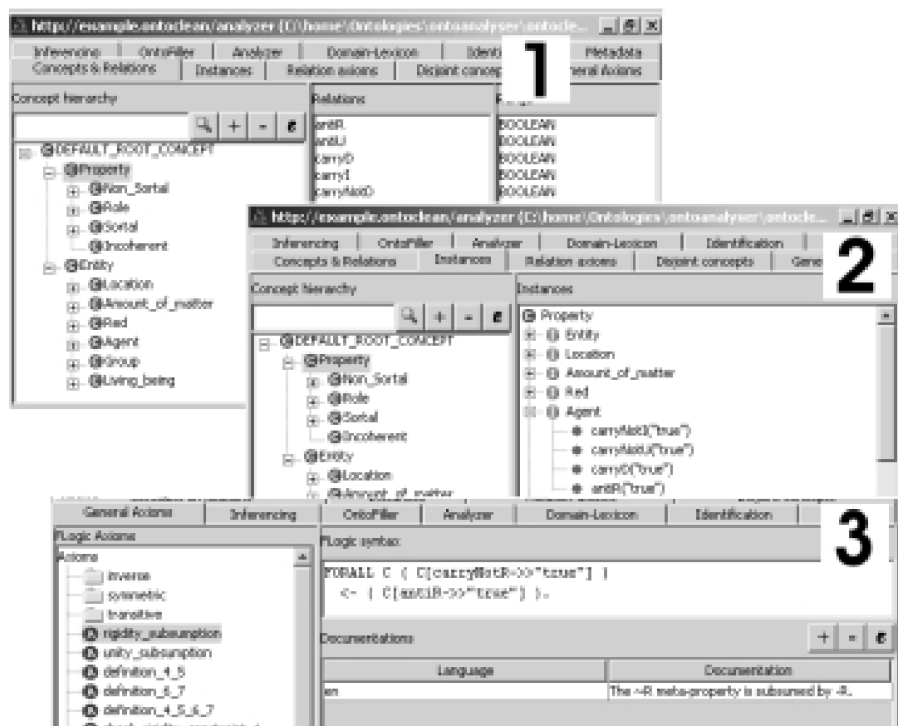 http://example.ontoclean/analyzer (C:\home\Ontologies\ontoanalyser\ontocle...
1
Inferencing OntoFiller Analyzer Domain-Lexicon Metadata
Concepts & Relations Instances Relation axioms Disjoint Axioms
Concept hierarchy Relations
antiR BOOLEAN
antiU BOOLEAN
carryD BOOLEAN
carryI BOOLEAN
carryNotD BOOLEAN
DEFAULT_ROOT_CONCEPT
Property
Non_Sortal
Role
Sortal
Incoherent
Entity
Location
Amount_of_matter
Red
Agent
Group
Living_being
http://example.ontoclean/analyzer (C:\home\Ontologies\ontoanalyser\ontocle...
2
Inferencing OntoFiller Analyzer Domain-Lexicon Identification
Concepts & Relations Instances Relation axioms Disjoint concepts Gene
Concept hierarchy Instances
DEFAULT_ROOT_CONCEPT
Property
Non_Sortal
Role
Sortal
Incoherent
Entity
Location
Amount_of_matter
Property
Entity
Location
Amount_of_matter
Red
Agent
carryNotI("true")
carryNotU("true")
carryD("true")
antiR("true")
3
General Axioms Inferencing OntoFiller Analyzer Domain-Lexicon Identification
FLogic Axioms FLogic syntax
Axioms
inverse
symmetric
transitive
rigidity_subsumption
unity_subsumption
definition_4_5
definition_6_7
definition_4_5_6_7
FORALL C ( C[carryNotR->>"true"] )
<- ( C[antiR->>"true"] ).
Documentations
Language Documentation
en The ~R meta-property is subsumed by -R.